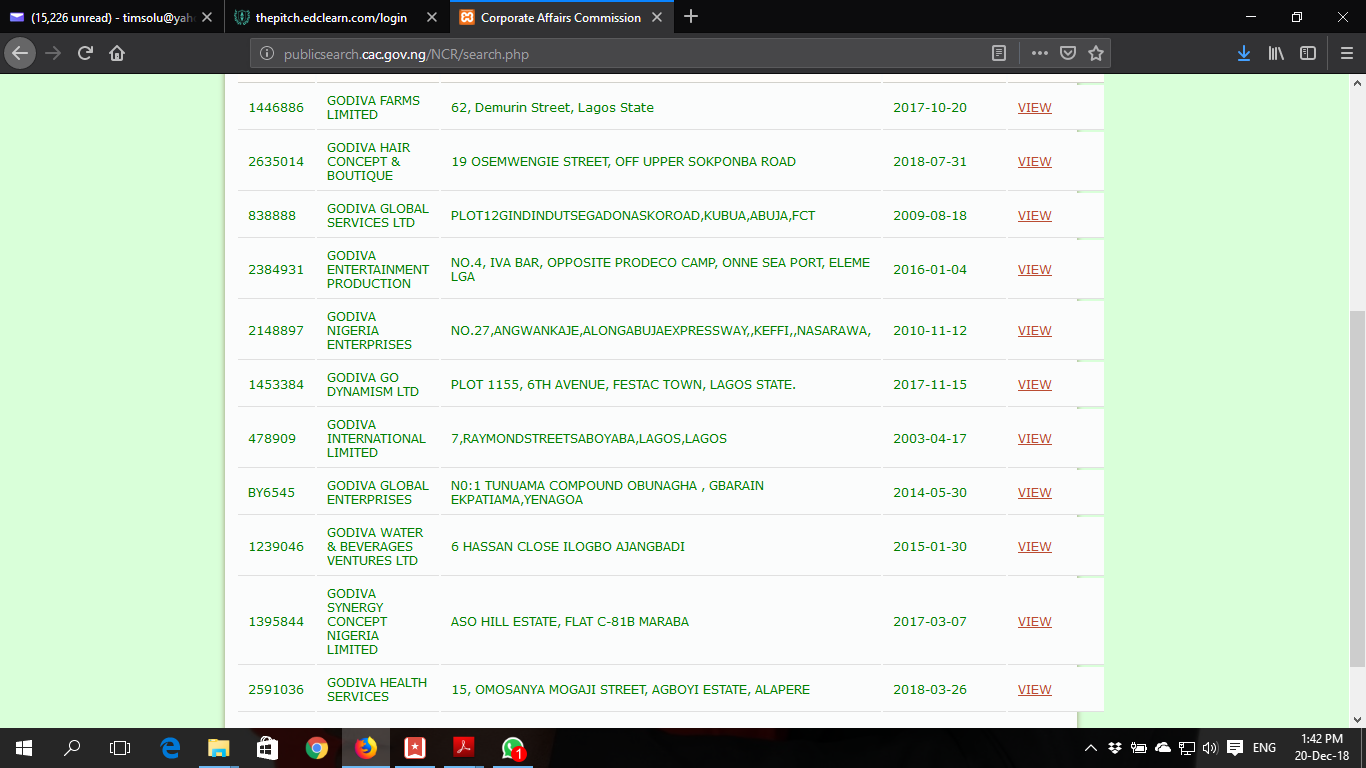 (15,226 unread) - timsolu@yah
thepitch.edclearn.com/login
Corporate Affairs Commission
publicsearch.cac.gov.ng/NCR/search.php
1446886 GODIVA FARMS LIMITED 62, Demurin Street, Lagos State 2017-10-20 VIEW
2635014 GODIVA HAIR CONCEPT & BOUTIQUE 19 OSEMWENGIE STREET, OFF UPPER SOKPONBA ROAD 2018-07-31 VIEW
838888 GODIVA GLOBAL SERVICES LTD PLOT12GINDINDUTSEGADONASKOROAD,KUBUA,ABUJA,FCT 2009-08-18 VIEW
2384931 GODIVA ENTERTAINMENT PRODUCTION NO.4, IVA BAR, OPPOSITE PRODECO CAMP, ONNE SEA PORT, ELEME LGA 2016-01-04 VIEW
2148897 GODIVA NIGERIA ENTERPRISES NO.27,ANGWANKAJE,ALONGABUJAEXPRESSWAY,,KEFFI,,NASARAWA, 2010-11-12 VIEW
1453384 GODIVA GO DYNAMISM LTD PLOT 1155, 6TH AVENUE, FESTAC TOWN, LAGOS STATE. 2017-11-15 VIEW
478909 GODIVA INTERNATIONAL LIMITED 7,RAYMONDSTREETSABOYABA,LAGOS,LAGOS 2003-04-17 VIEW
BY6545 GODIVA GLOBAL ENTERPRISES N0:1 TUNUAMA COMPOUND OBUNAGHA , GBARAIN EKPATIAMA,YENAGOA 2014-05-30 VIEW
1239046 GODIVA WATER & BEVERAGES VENTURES LTD 6 HASSAN CLOSE ILOGBO AJANGBADI 2015-01-30 VIEW
1395844 GODIVA SYNERGY CONCEPT NIGERIA LIMITED ASO HILL ESTATE, FLAT C-81B MARABA 2017-03-07 VIEW
2591036 GODIVA HEALTH SERVICES 15, OMOSANYA MOGAJI STREET, AGBOYI ESTATE, ALAPERE 2018-03-26 VIEW
1
ENG
1:42 PM
20-Dec-18